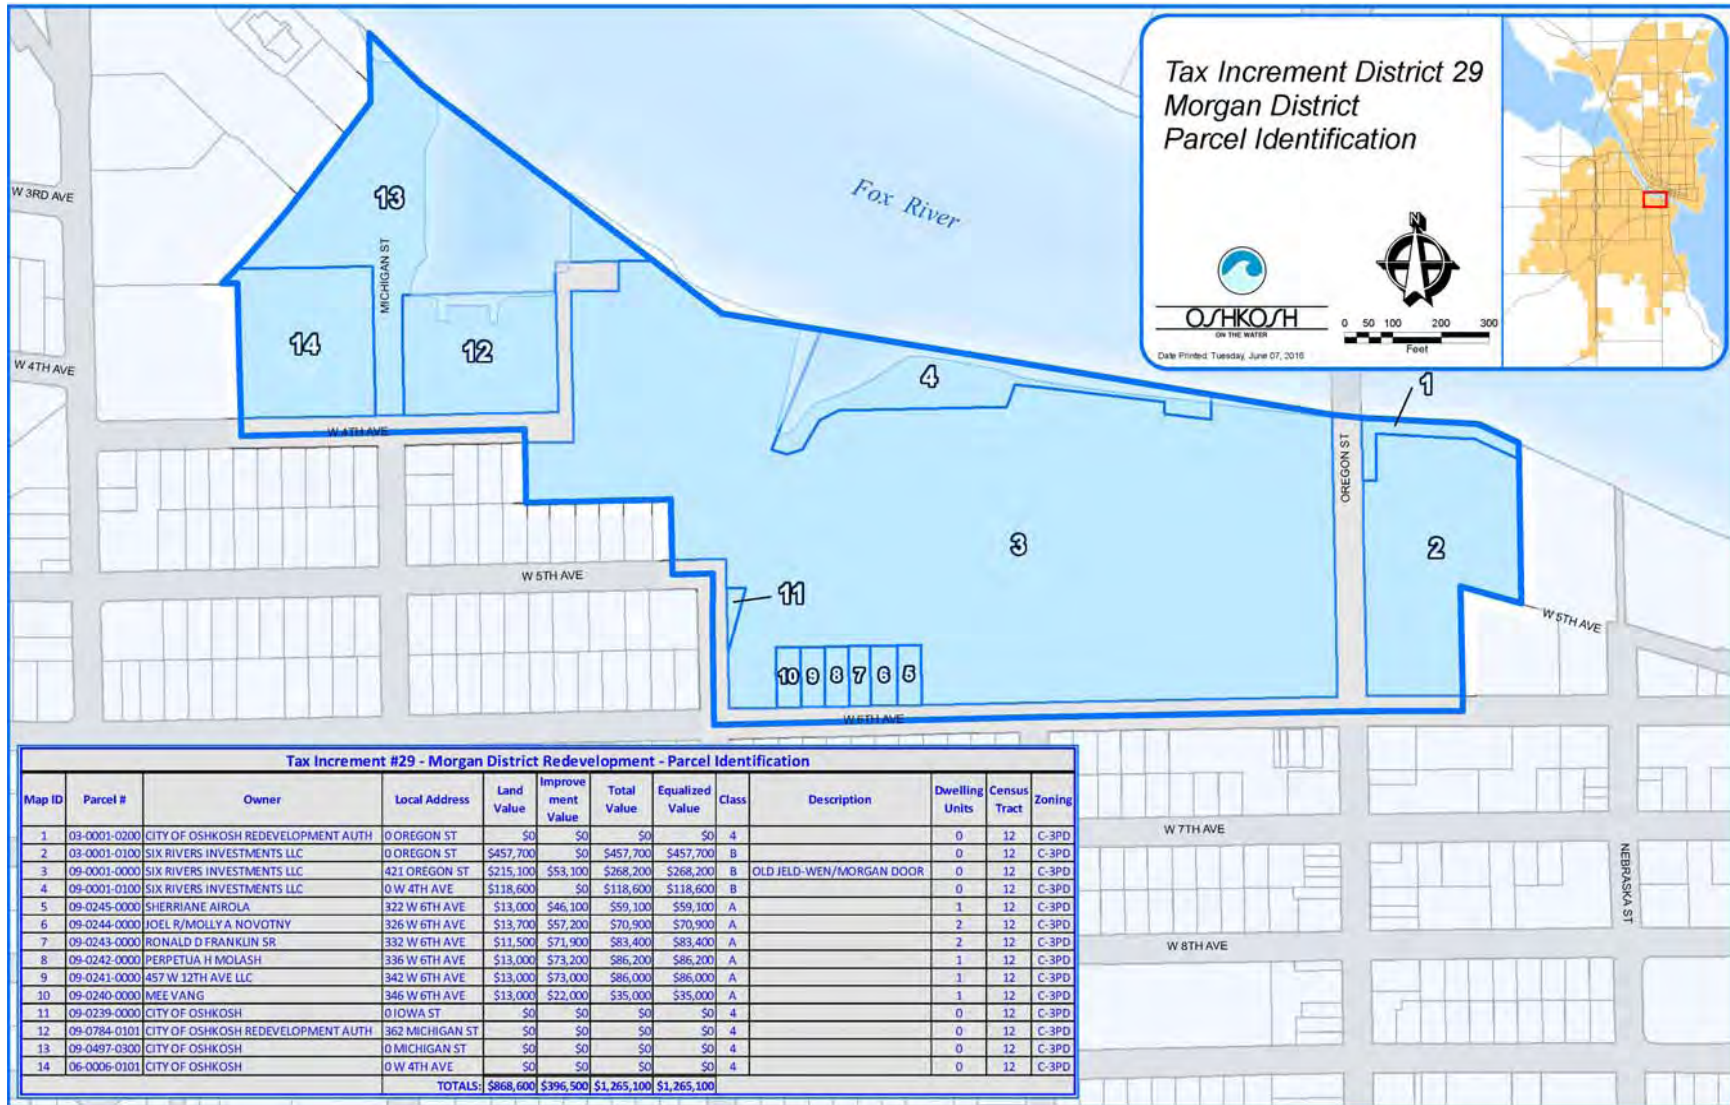 Tax Increment District 29
Morgan District
Parcel Identification
OSHKOSH
ON THE WATER
N
0 50 100 200 300
Feet
Date Printed: Tuesday, June 07, 2016
Fox River
W 3RD AVE
MICHIGAN ST
W 4TH AVE
W 4TH AVE
OREGON ST
W 5TH AVE
W 5TH AVE
W 6TH AVE
W 7TH AVE
W 8TH AVE
NEBRASKA ST
13
14
12
4
1
3
2
11
10 9 8 7 6 5
Tax Increment #29 - Morgan District Redevelopment - Parcel Identification
Map ID Parcel # Owner Local Address Land Value Improve ment Value Total Value Equalized Value Class Description Dwelling Units Census Tract Zoning
1 03-0001-0200 CITY OF OSHKOSH REDEVELOPMENT AUTH 0 OREGON ST $0 $0 $0 $0 4 0 12 C-3PD
2 03-0001-0100 SIX RIVERS INVESTMENTS LLC 0 OREGON ST $457,700 $0 $457,700 $457,700 B 0 12 C-3PD
3 09-0001-0000 SIX RIVERS INVESTMENTS LLC 421 OREGON ST $215,100 $53,100 $268,200 $268,200 B OLD JELD-WEN/MORGAN DOOR 0 12 C-3PD
4 09-0001-0100 SIX RIVERS INVESTMENTS LLC 0 W 4TH AVE $118,600 $0 $118,600 $118,600 B 0 12 C-3PD
5 09-0245-0000 SHERRIANE AIROLA 322 W 6TH AVE $13,000 $46,100 $59,100 $59,100 A 1 12 C-3PD
6 09-0244-0000 JOEL R/MOLLY A NOVOTNY 326 W 6TH AVE $13,700 $57,200 $70,900 $70,900 A 2 12 C-3PD
7 09-0243-0000 RONALD D FRANKLIN SR 332 W 6TH AVE $11,500 $71,900 $83,400 $83,400 A 2 12 C-3PD
8 09-0242-0000 PERPETUA H MOLASH 336 W 6TH AVE $13,000 $73,200 $86,200 $86,200 A 1 12 C-3PD
9 09-0241-0000 457 W 12TH AVE LLC 342 W 6TH AVE $13,000 $73,000 $86,000 $86,000 A 1 12 C-3PD
10 09-0240-0000 MEE VANG 346 W 6TH AVE $13,000 $22,000 $35,000 $35,000 A 1 12 C-3PD
11 09-0239-0000 CITY OF OSHKOSH 0 IOWA ST $0 $0 $0 $0 4 0 12 C-3PD
12 09-0784-0101 CITY OF OSHKOSH REDEVELOPMENT AUTH 362 MICHIGAN ST $0 $0 $0 $0 4 0 12 C-3PD
13 09-0497-0300 CITY OF OSHKOSH 0 MICHIGAN ST $0 $0 $0 $0 4 0 12 C-3PD
14 06-0006-0101 CITY OF OSHKOSH 0 W 4TH AVE $0 $0 $0 $0 4 0 12 C-3PD
TOTALS: $868,600 $396,500 $1,265,100 $1,265,100